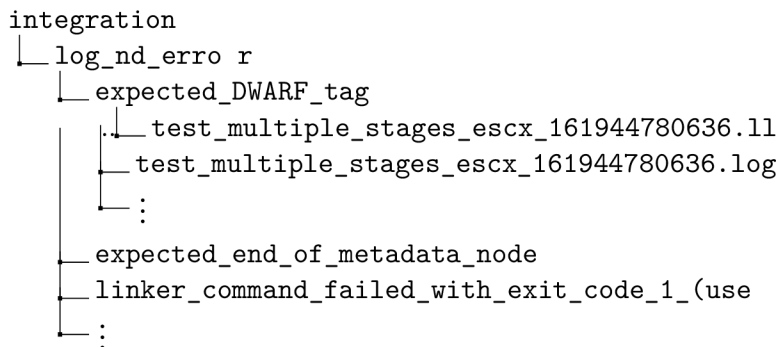 integration
log_nd_erro r
expected_DWARF_tag
.. test_multiple_stages_escx_161944780636.ll
test_multiple_stages_escx_161944780636.log
⋮
expected_end_of_metadata_node
linker_command_failed_with_exit_code_1_(use
⋮